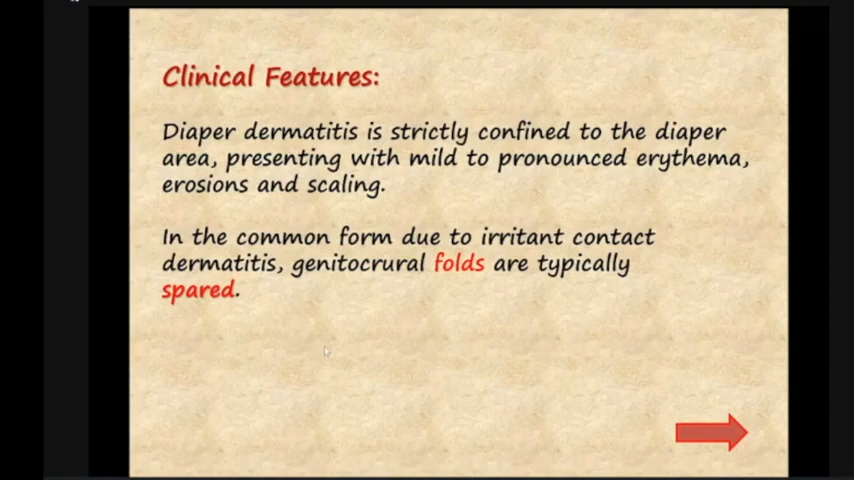 Clinical Features:
Diaper dermatitis is strictly confined to the diaper
area, presenting with mild to pronounced erythema,
erosions and scaling.
In the common form due to irritant contact
dermatitis, genitocrural folds are typically
spared.